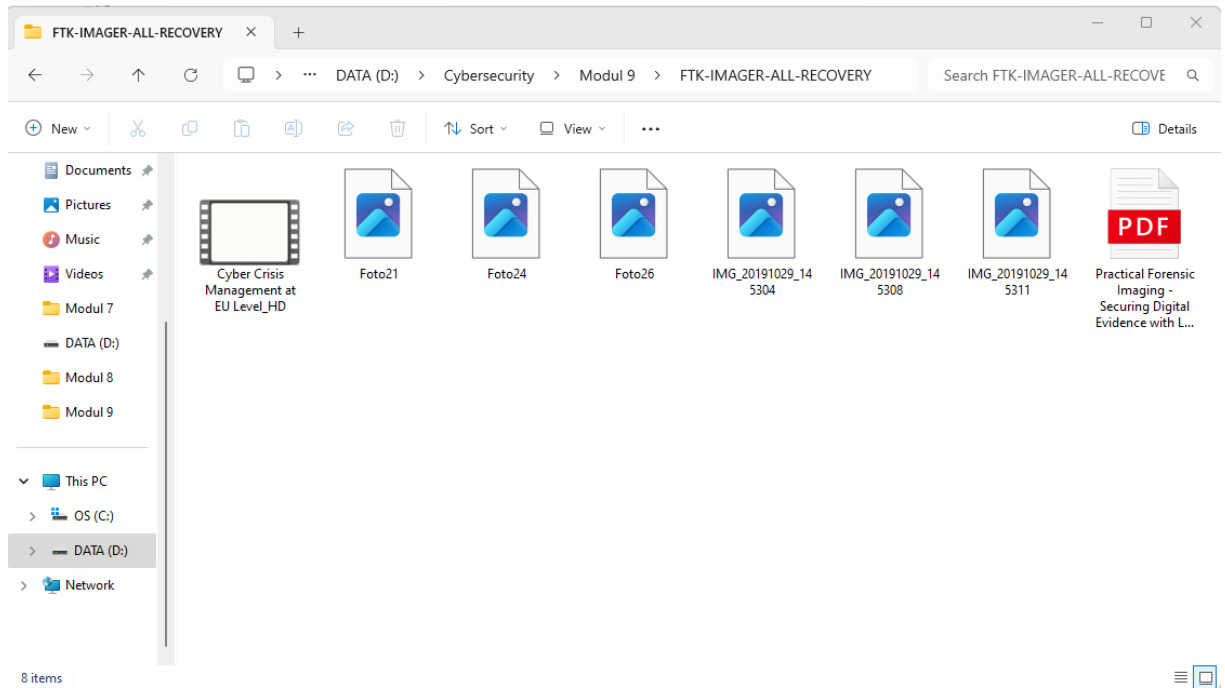 FTK-IMAGER-ALL-RECOVERY
DATA (D:) > Cybersecurity > Modul 9 > FTK-IMAGER-ALL-RECOVERY
Search FTK-IMAGER-ALL-RECOVE
New
Sort
View
Details
Documents
Pictures
Music
Videos
Modul 7
DATA (D:)
Modul 8
Modul 9
This PC
OS (C:)
DATA (D:)
Network
Cyber Crisis
Management at
EU Level_HD
Foto21
Foto24
Foto26
IMG_20191029_14
5304
IMG_20191029_14
5308
IMG_20191029_14
5311
PDF
Practical Forensic
Imaging -
Securing Digital
Evidence with L...
8 items